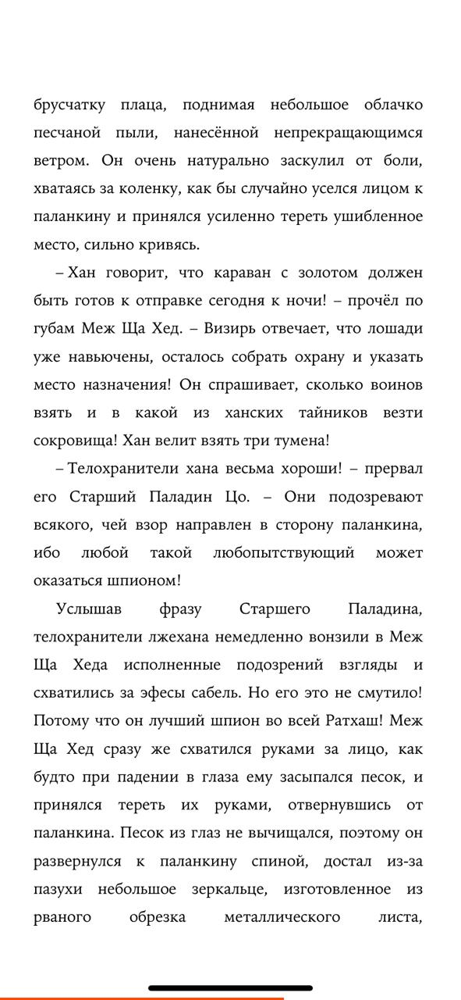 брусчатку плаца, поднимая небольшое облачко
песчаной пыли, нанесённой непрекращающимся
ветром. Он очень натурально заскулил от боли,
хватаясь за коленку, как бы случайно уселся лицом к
паланкину и принялся усиленно тереть ушибленное
место, сильно кривясь.
– Хан говорит, что караван с золотом должен
быть готов к отправке сегодня к ночи! – прочёл по
губам Меж Ща Хед. – Визирь отвечает, что лошади
уже навьючены, осталось собрать охрану и указать
место назначения! Он спрашивает, сколько воинов
взять и в какой из ханских тайников везти
сокровища! Хан велит взять три тумена!
– Телохранители хана весьма хороши! – прервал
его Старший Паладин Цо. – Они подозревают
всякого, чей взор направлен в сторону паланкина,
ибо любой такой любопытствующий может
оказаться шпионом!
Услышав фразу Старшего Паладина,
телохранители лжехана немедленно вонзили в Меж
Ща Хеда исполненные подозрений взгляды и
схватились за эфесы сабель. Но его это не смутило!
Потому что он лучший шпион во всей Ратхаш! Меж
Ща Хед сразу же схватился руками за лицо, как
будто при падении в глаза ему засыпался песок, и
принялся тереть их руками, отвернувшись от
паланкина. Песок из глаз не вычищался, поэтому он
развернулся к паланкину спиной, достал из-за
пазухи небольшое зеркальце, изготовленное из
рваного обрезка металлического листа,